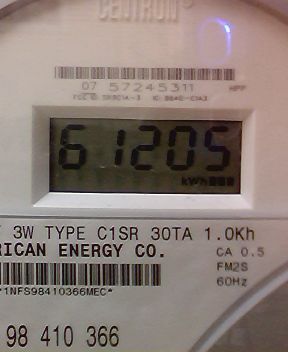 CENTRON
07 57245311 HPP
61205
kWh
3W TYPE C1SR 30TA 1.0Kh
RICAN ENERGY CO.
CA 0.5
FM2S
60Hz
*1NFS98410366MEC*
98 410 366